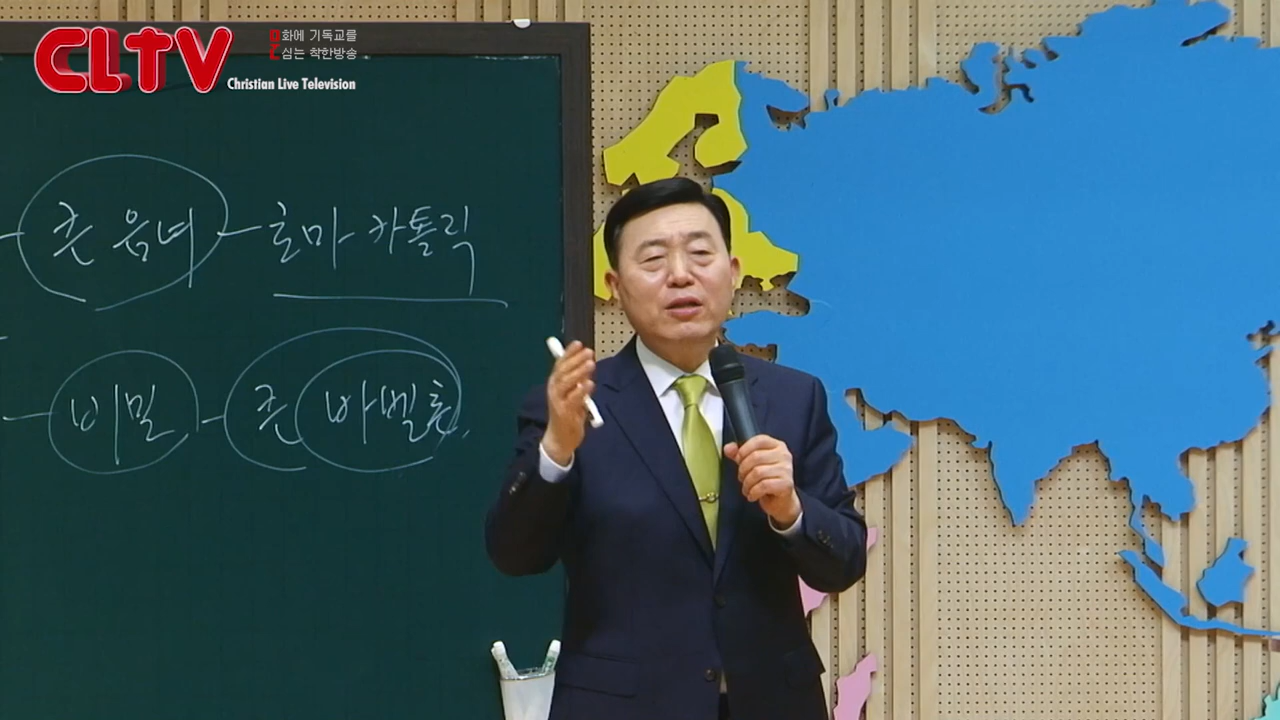 CLTV
문화에 기독교를
심는 착한방송
Christian Live Television
큰 음녀 - 로마 카톨릭
비밀 - 큰 바벨론